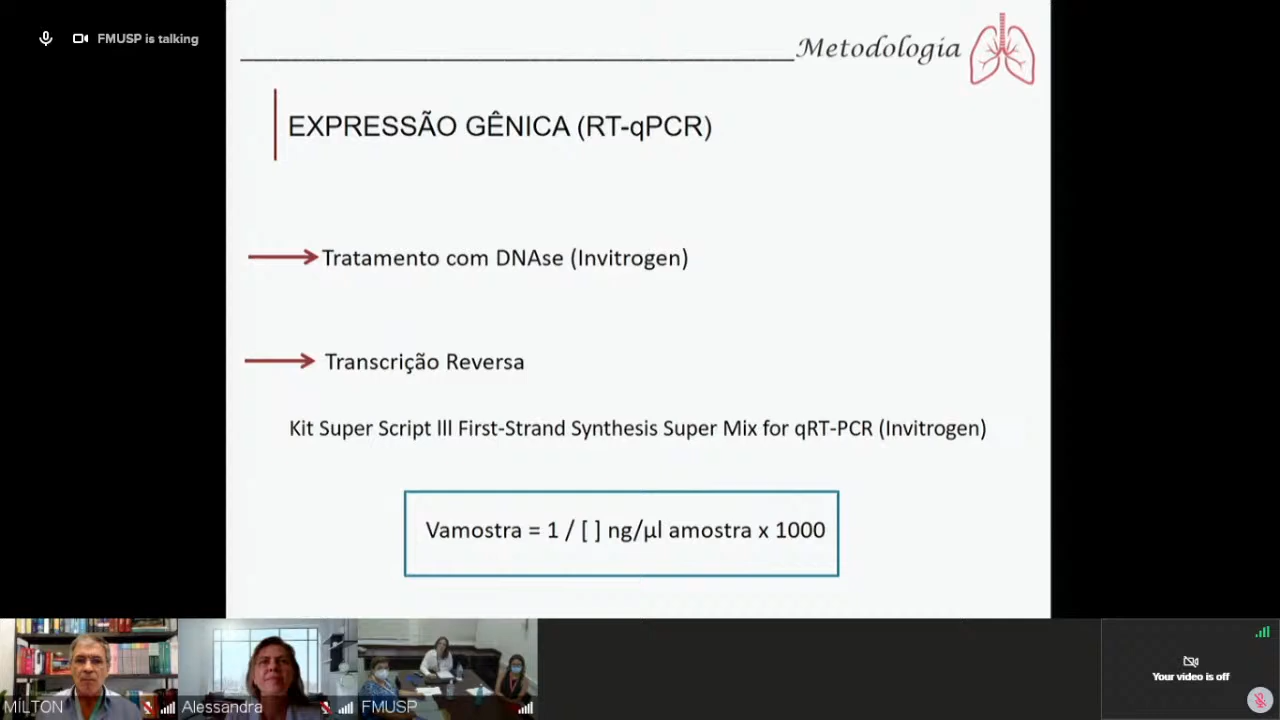 FMUSP is talking
Metodologia
EXPRESSÃO GÊNICA (RT-qPCR)
Tratamento com DNAse (Invitrogen)
Transcrição Reversa
Kit Super Script lll First-Strand Synthesis Super Mix for qRT-PCR (Invitrogen)
Vamostra = 1 / [ ] ng/µl amostra x 1000
MÍLTON
Alessandra
FMUSP
Your video is off